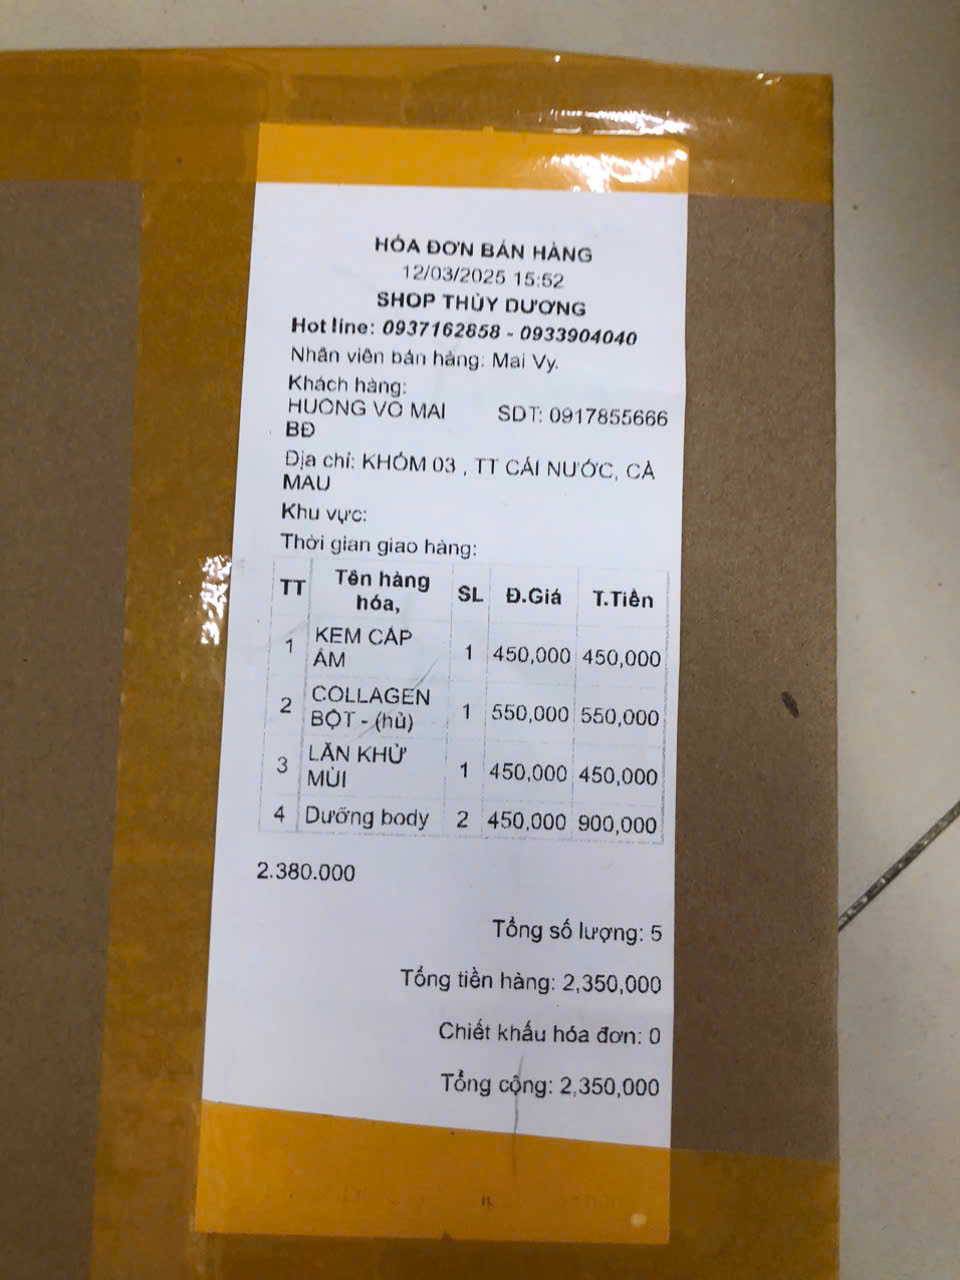 HÓA ĐƠN BÁN HÀNG
12/03/2025 15:52
SHOP THÙY DƯƠNG
Hot line: 0937162858 - 0933904040
Nhân viên bán hàng: Mai Vy.
Khách hàng:
HUONG VO MAI SDT: 0917855666
BĐ
Địa chỉ: KHÓM 03 , TT CÁI NƯỚC, CÀ
MAU
Khu vực:
Thời gian giao hàng:
TT Tên hàng hóa, SL Đ.Giá T.Tiền
1 KEM CẤP ẨM 1 450,000 450,000
2 COLLAGEN BỘT - (hủ) 1 550,000 550,000
3 LĂN KHỬ MÙI 1 450,000 450,000
4 Dưỡng body 2 450,000 900,000
2.380.000
Tổng số lượng: 5
Tổng tiền hàng: 2,350,000
Chiết khấu hóa đơn: 0
Tổng cộng: 2,350,000